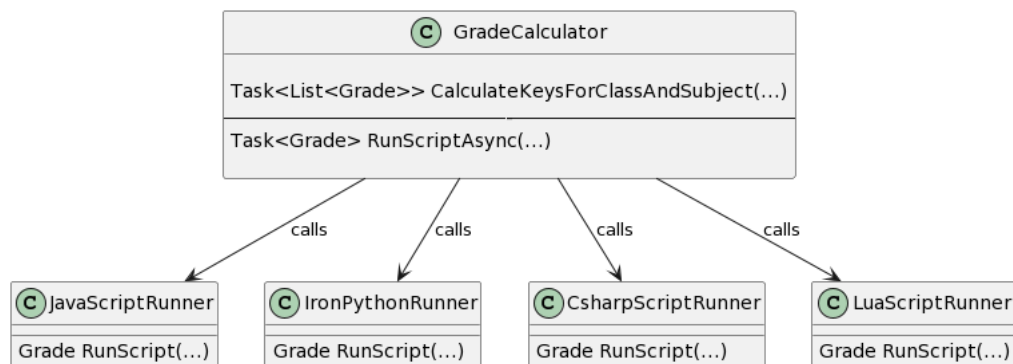 C GradeCalculator
Task<List<Grade>> CalculateKeysForClassAndSubject(...)
Task<Grade> RunScriptAsync(...)
calls calls calls calls
C JavaScriptRunner C IronPythonRunner C CsharpScriptRunner C LuaScriptRunner
Grade RunScript(...) Grade RunScript(...) Grade RunScript(...) Grade RunScript(...)